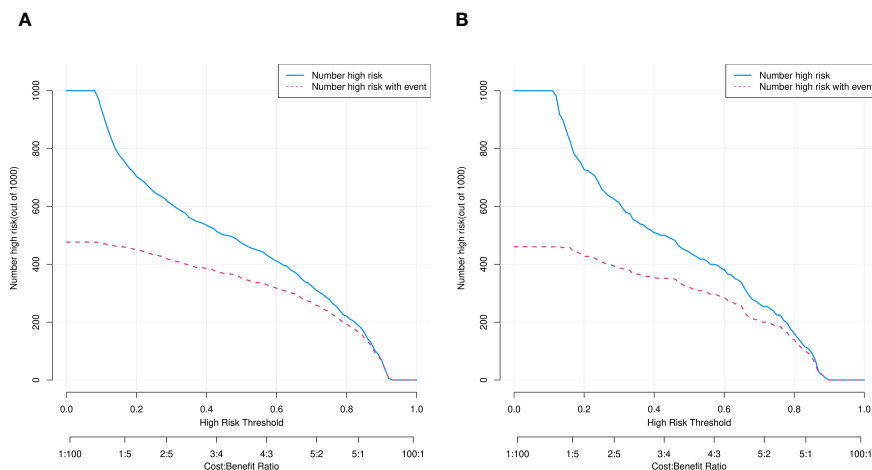 A
B
Number high risk
Number high risk with event
Number high risk
Number high risk with event
Number high risk(out of 1000)
1000
800
600
400
200
0
0.0 0.2 0.4 0.6 0.8 1.0
High Risk Threshold
1:100 1:5 2:5 3:4 4:3 5:2 5:1 100:1
Cost:Benefit Ratio
Number high risk(out of 1000)
1000
800
600
400
200
0
0.0 0.2 0.4 0.6 0.8 1.0
High Risk Threshold
1:100 1:5 2:5 3:4 4:3 5:2 5:1 100:1
Cost:Benefit Ratio